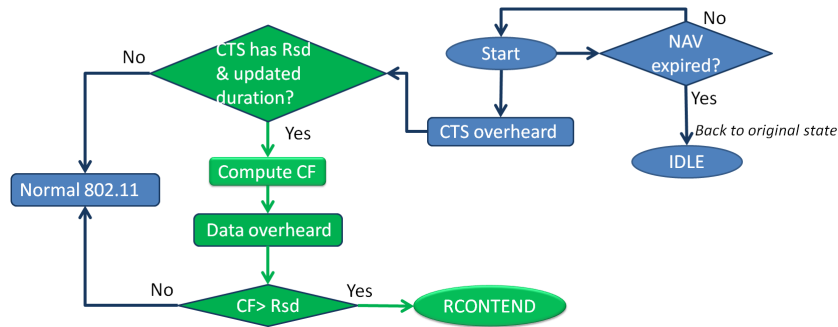 No
Start
NAV
expired?
Yes
Back to original state
IDLE
CTS overheard
CTS has Rsd
& updated
duration?
No
Yes
Compute CF
Normal 802.11
Data overheard
CF> Rsd
No
Yes
RCONTEND